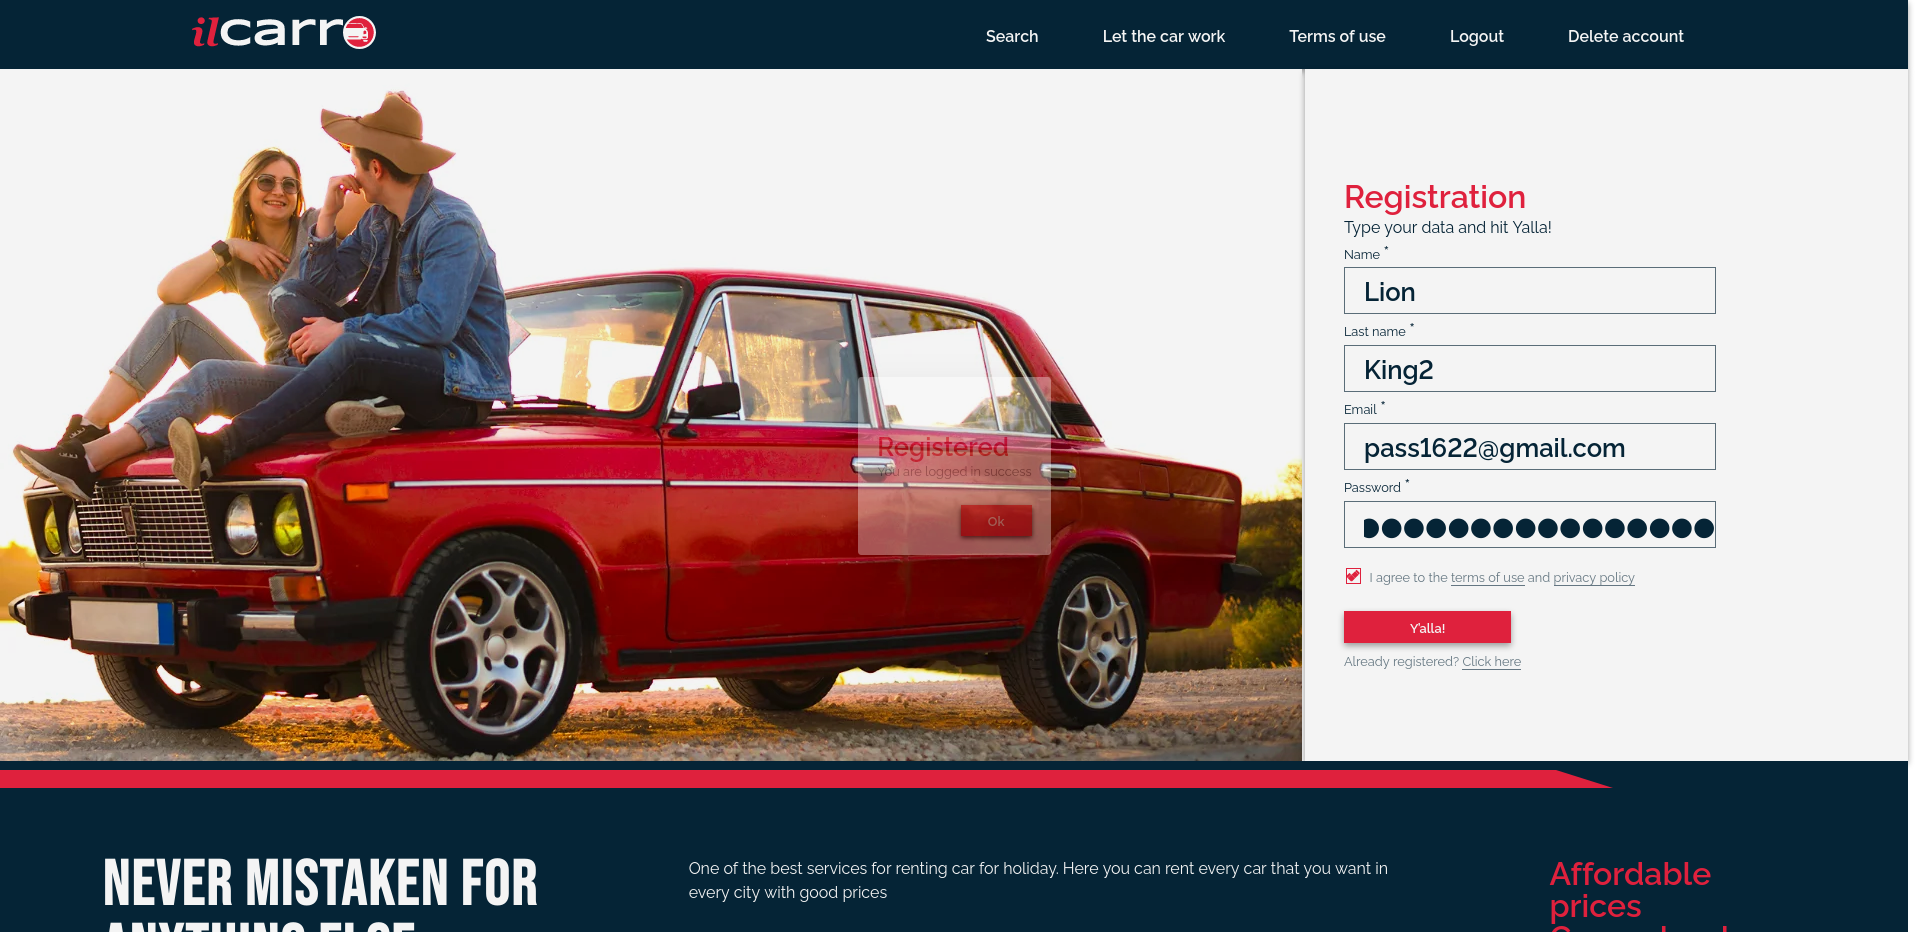 ilcarro
Search
Let the car work
Terms of use
Logout
Delete account
Registration
Type your data and hit Yalla!
Name *
Lion
Last name *
King2
Email *
pass1622@gmail.com
Password *
I agree to the terms of use and privacy policy
Y'alla!
Already registered? Click here
Registered
You are logged in success
Ok
NEVER MISTAKEN FOR
ANYTHING ELSE
One of the best services for renting car for holiday. Here you can rent every car that you want in
every city with good prices
Affordable
prices